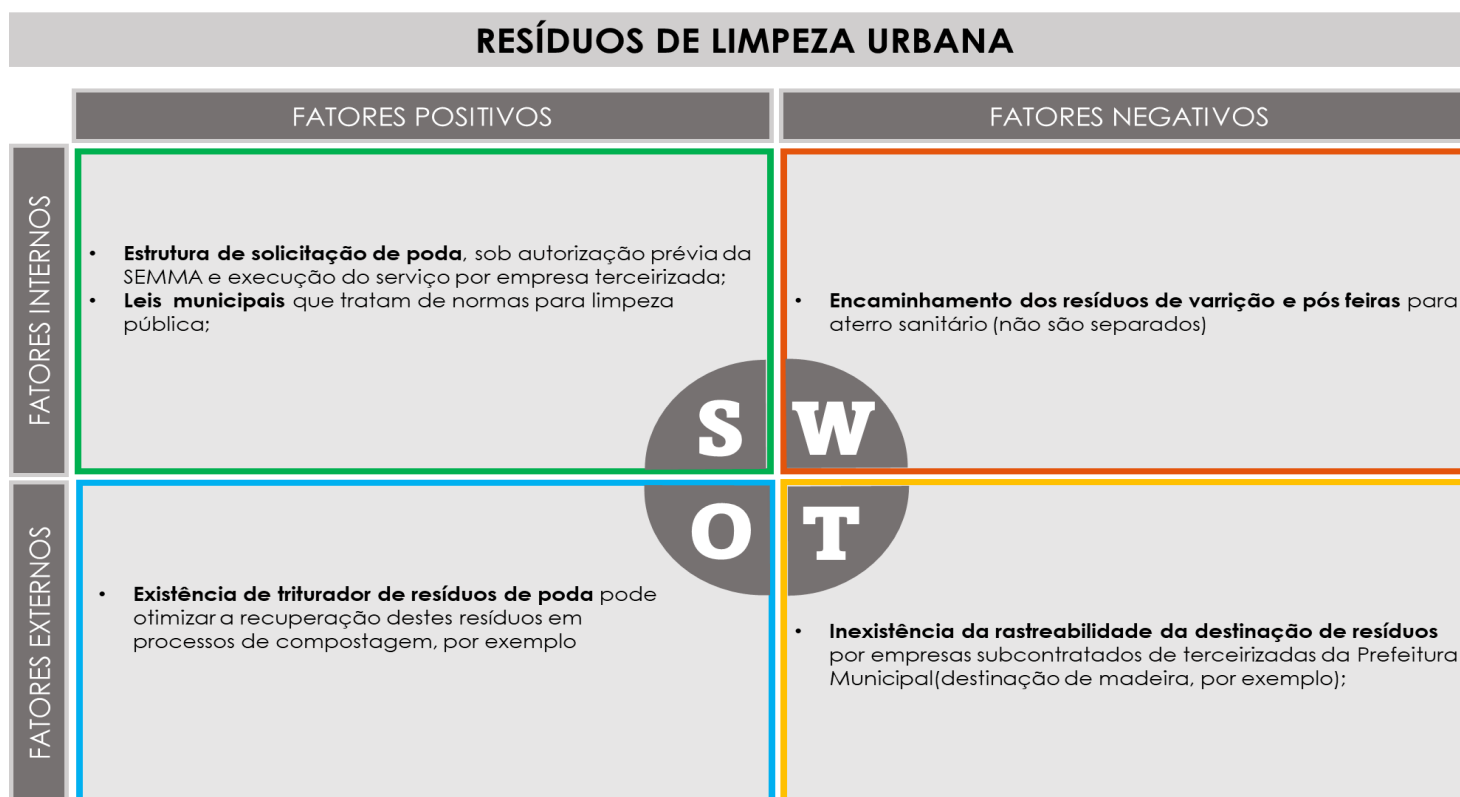 RESÍDUOS DE LIMPEZA URBANA
FATORES POSITIVOS
FATORES NEGATIVOS
FATORES INTERNOS
• Estrutura de solicitação de poda, sob autorização prévia da
SEMMA e execução do serviço por empresa terceirizada;
• Leis municipais que tratam de normas para limpeza
pública;
• Encaminhamento dos resíduos de varrição e pós feiras para
aterro sanitário (não são separados)
S
W
FATORES EXTERNOS
O
T
• Existência de triturador de resíduos de poda pode
otimizar a recuperação destes resíduos em
processos de compostagem, por exemplo
• Inexistência da rastreabilidade da destinação de resíduos
por empresas subcontratados de terceirizadas da Prefeitura
Municipal(destinação de madeira, por exemplo);